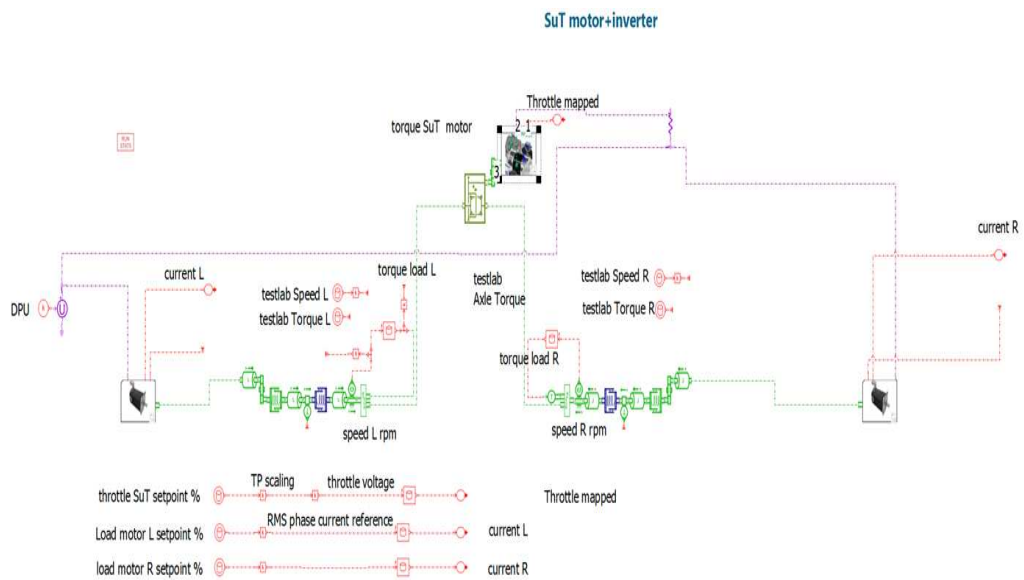 SuT motor+inverter
Throttle mapped
torque SuT motor
2 1
3
current R
torque load L
current L
testlab Speed L
testlab Torque L
testlab
Axle Torque
testlab Speed R
testlab Torque R
DPU
torque load R
speed L rpm
speed R rpm
TP scaling
throttle voltage
throttle SuT setpoint %
Throttle mapped
RMS phase current reference
Load motor L setpoint %
current L
load motor R setpoint %
current R